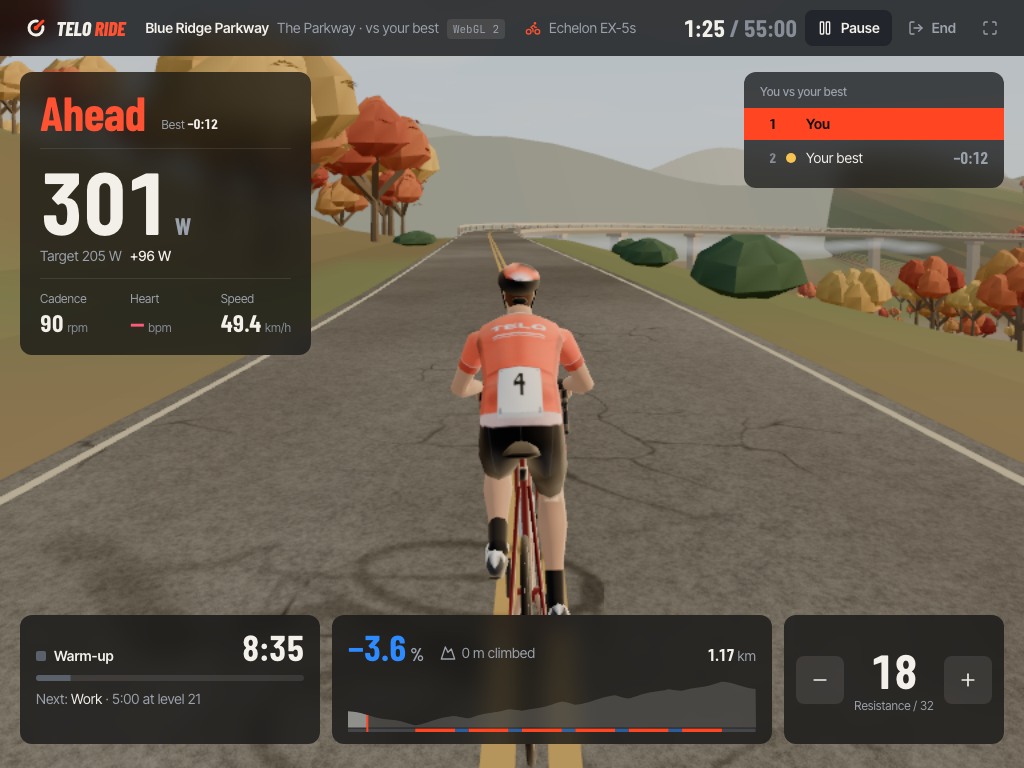 TELO RIDE Blue Ridge Parkway The Parkway · vs your best WebGL 2 Echelon EX-5s 1:25 / 55:00 Pause End
Ahead Best −0:12
301 W
Target 205 W +96 W
Cadence Heart Speed
90 rpm — bpm 49.4 km/h
You vs your best
1 You
2 Your best −0:12
TELO
4
Warm-up 8:35
Next: Work · 5:00 at level 21
−3.6 % 0 m climbed 1.17 km
− 18 +
Resistance / 32